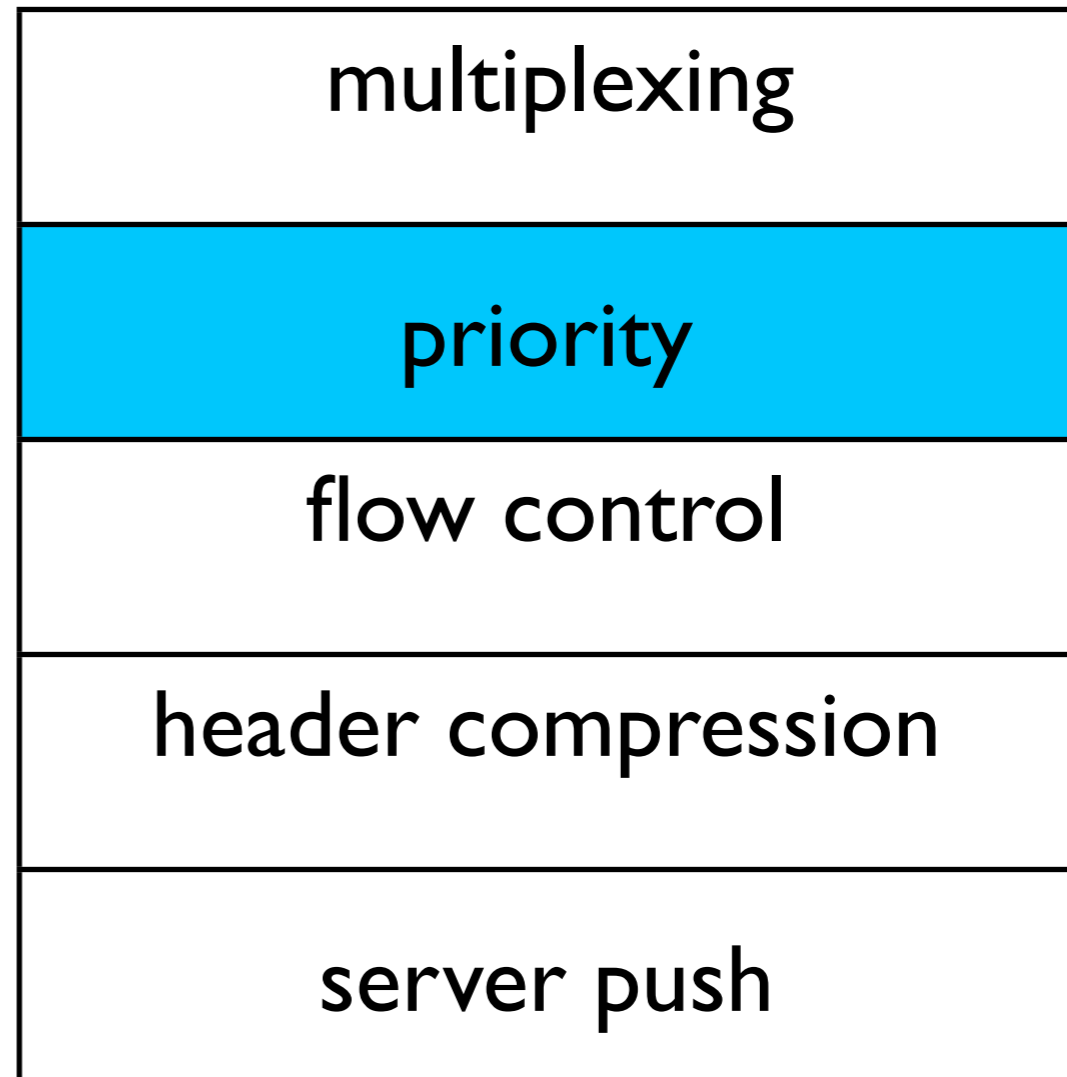 multiplexing
priority
flow control
header compression
server push